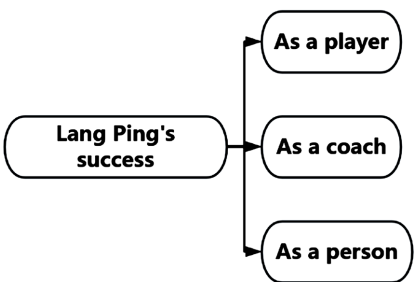 As a player
Lang Ping's
success
As a coach
As a person